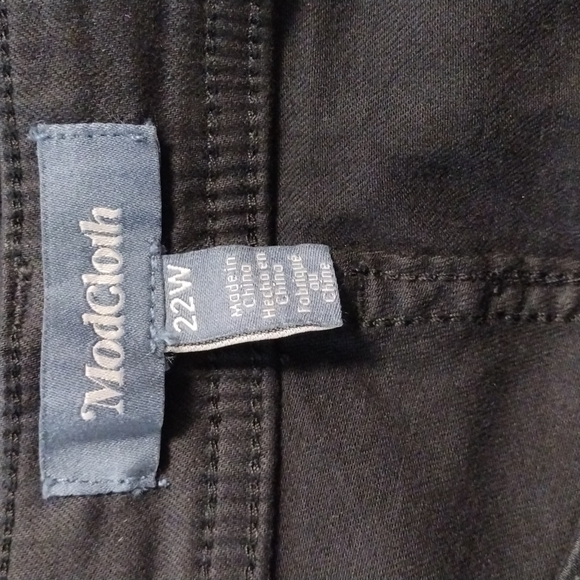 ModCloth
22W
Made in
China
Hecho en
China
Fabriqué
au
Chine